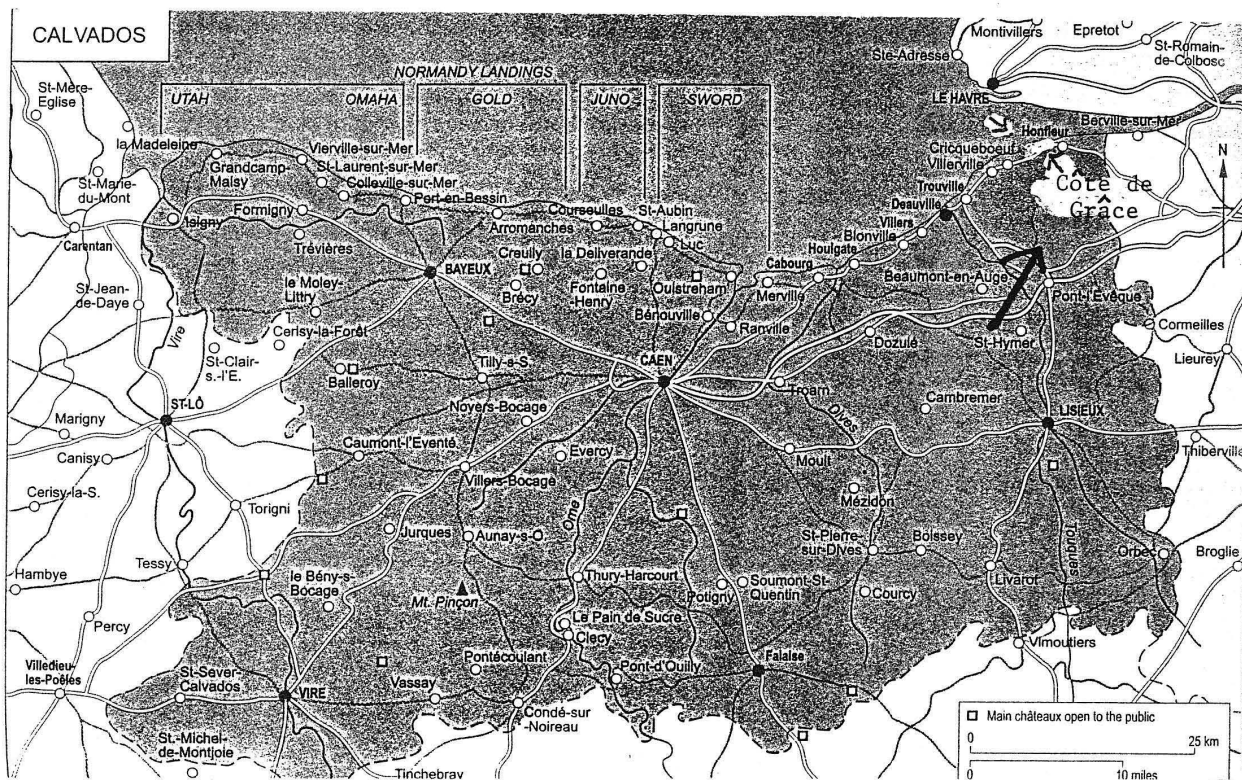 CALVADOS
Montivillers
Epretot
St-Romain-
de-Colbosc
Ste-Adresse
LE HAVRE
NORMANDY LANDINGS
UTAH
OMAHA
GOLD
JUNO
SWORD
St-Mère-
Eglise
la Madeleine
Vierville-sur-Mer
St-Laurent-sur-Mer
Colleville-sur-Mer
Grandcamp-
Maisy
Port-en-Bessin
Honfleur
Berville-sur-Mer
Cricqueboeuf
Villerville
N
Côte de
Grâce
Trouville
Deauville
St-Marie-
du-Mont
Isigny
Formigny
Trévières
Arromanches
Courseulles
St-Aubin
Langrune
Luc
Villers
Blonville
Houlgate
Cabourg
Carentan
BAYEUX
Creully
la Deliverande
Fontaine
-Henry
Brécy
Ouistreham
Merville
Beaumont-en-Auge
Pont-l'Evêque
St-Jean-
de-Daye
le Moley-
Littry
Bénouville
Ranville
Cormeilles
Vire
Cerisy-la-Forêt
St-Clair-
s.-l'E.
Dozulé
St-Hymer
Lieurey
CAEN
Balleroy
Tilly-s-S.
Troarn
Dives
Cambremer
ST-LÔ
Marigny
Noyers-Bocage
LISIEUX
Canisy
Caumont-l'Eventé
Evercy
Moult
Thiberville
Cerisy-la-S.
Villers-Bocage
Mézidon
Torigni
Orne
Jurques
Aunay-s-O
St-Pierre-
sur-Dives
Boissey
Touques
Orbec
Broglie
Tessy
Hambye
le Bény-s-
Bocage
Mt. Pinçon
Thury-Harcourt
Potigny
Soumont-St-
Quentin
Courcy
Livarot
Percy
Le Pain de Sucre
Clecy
Vimoutiers
Villedieu-
les-Poêles
St-Sever-
Calvados
VIRE
Pontécoulant
Pont-d'Ouilly
Falaise
Vassay
Condé-sur
-Noireau
St.-Michel-
de-Montjoie
Tinchebray
Main châteaux open to the public
0 25 km
0 10 miles